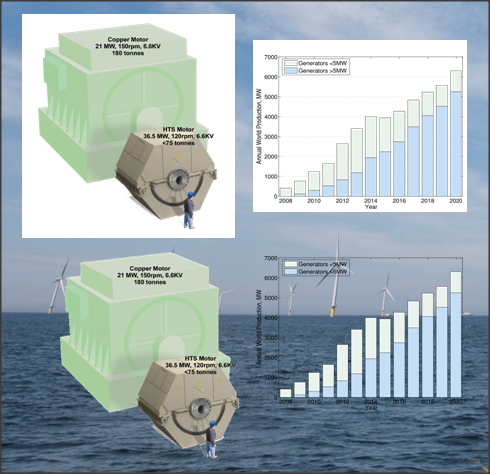 Copper Motor
21 MW, 150rpm, 6.6KV
180 tonnes
HTS Motor
36.5 MW, 120rpm, 6.6KV
<75 tonnes
Annual World Production, MW
7000
6000
5000
4000
3000
2000
1000
0
Generators <5MW
Generators >5MW
2008 2010 2012 2014 2016 2018 2020
Year
Copper Motor
21 MW, 150rpm, 6.6KV
180 tonnes
HTS Motor
36.5 MW, 120rpm, 6.6KV
<75 tonnes
Annual World Production, MW
7000
6000
5000
4000
3000
2000
1000
0
Generators <5MW
Generators >5MW
2008 2010 2012 2014 2016 2018 2020
Year